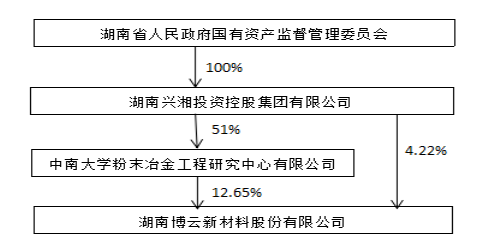 湖南省人民政府国有资产监督管理委员会
100%
湖南兴湘投资控股集团有限公司
51%
4.22%
中南大学粉末冶金工程研究中心有限公司
12.65%
湖南博云新材料股份有限公司